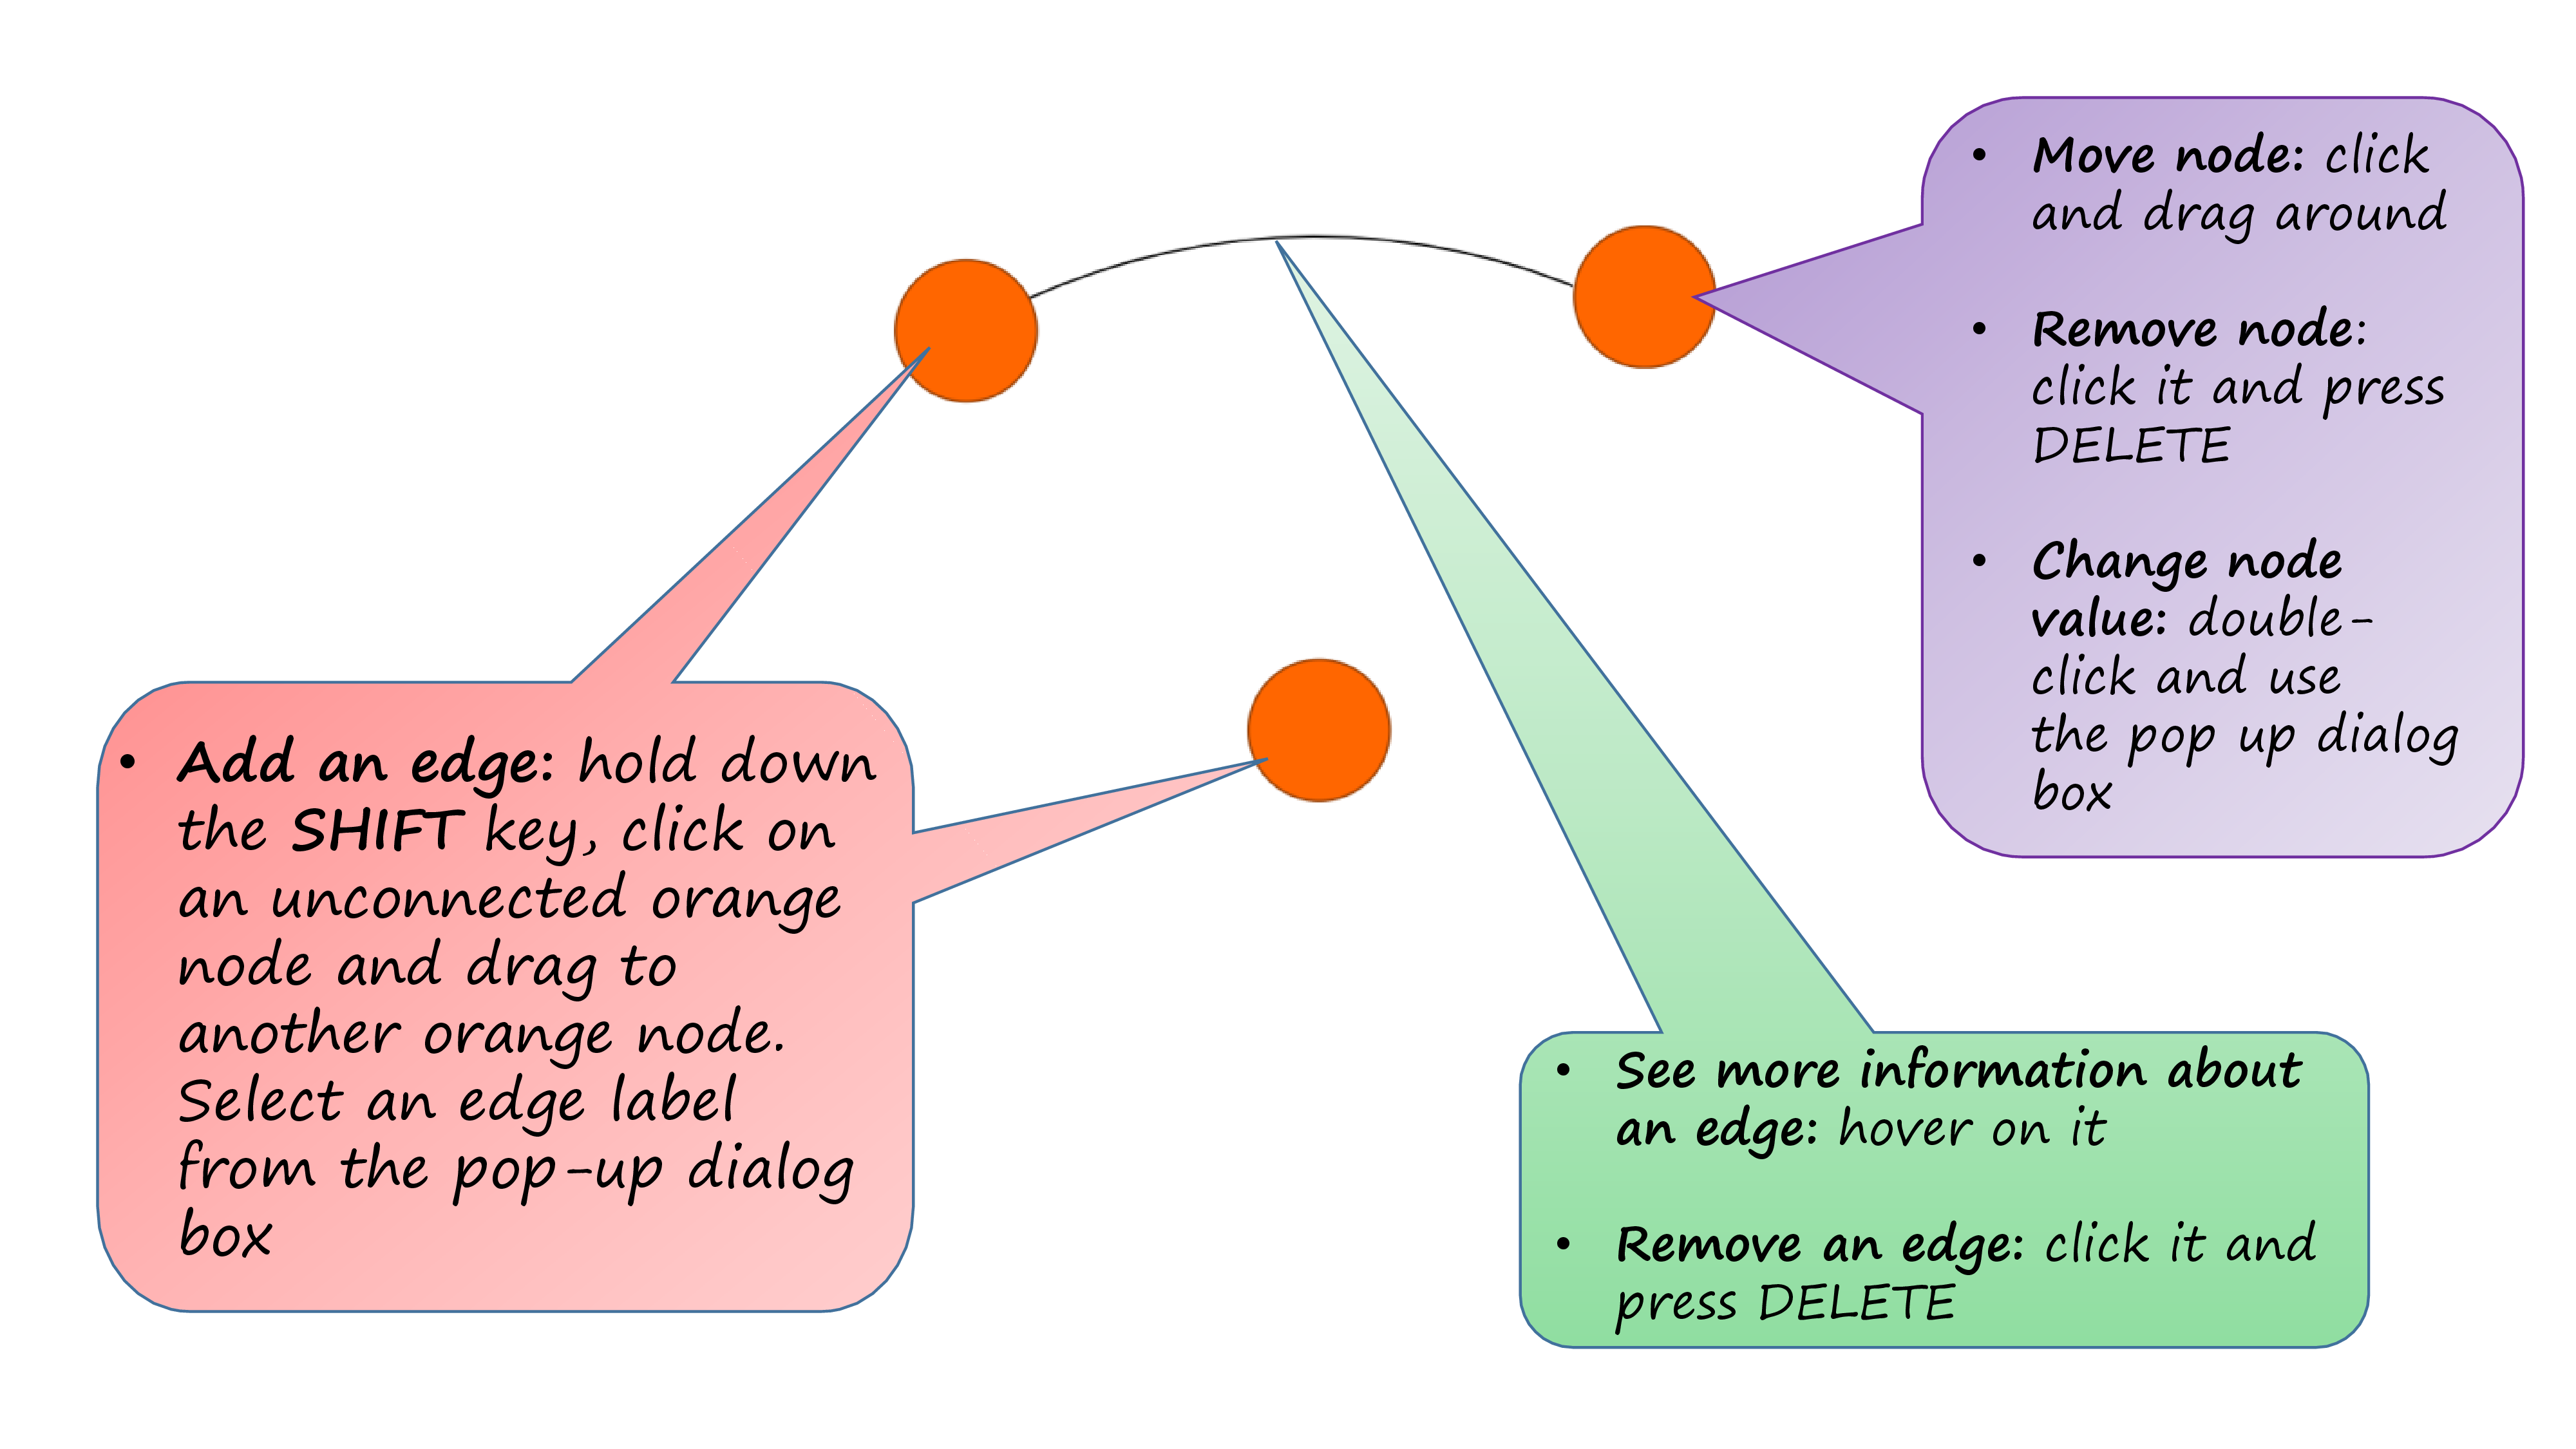 • Move node: click
and drag around
• Remove node:
click it and press
DELETE
• Change node
value: double-
click and use
the pop up dialog
box
• Add an edge: hold down
the SHIFT key, click on
an unconnected orange
node and drag to
another orange node.
Select an edge label
from the pop-up dialog
box
• See more information about
an edge: hover on it
• Remove an edge: click it and
press DELETE